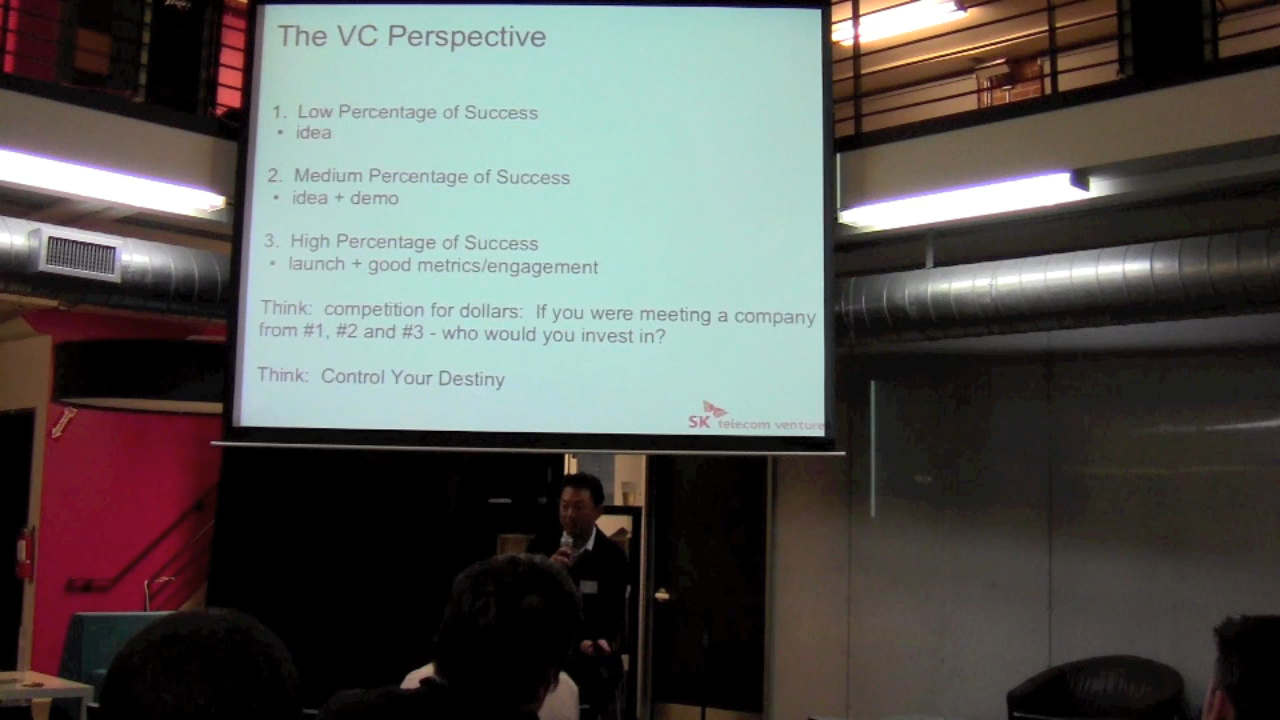 The VC Perspective
1. Low Percentage of Success
• idea
2. Medium Percentage of Success
• idea + demo
3. High Percentage of Success
• launch + good metrics/engagement
Think: competition for dollars: If you were meeting a company
from #1, #2 and #3 - who would you invest in?
Think: Control Your Destiny
SK telecom venture